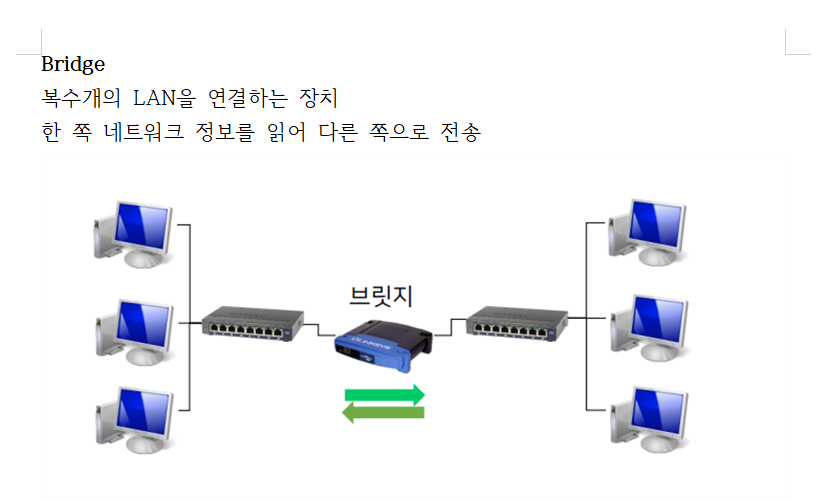 Bridge
복수개의 LAN을 연결하는 장치
한 쪽 네트워크 정보를 읽어 다른 쪽으로 전송
브릿지
LINKSYS